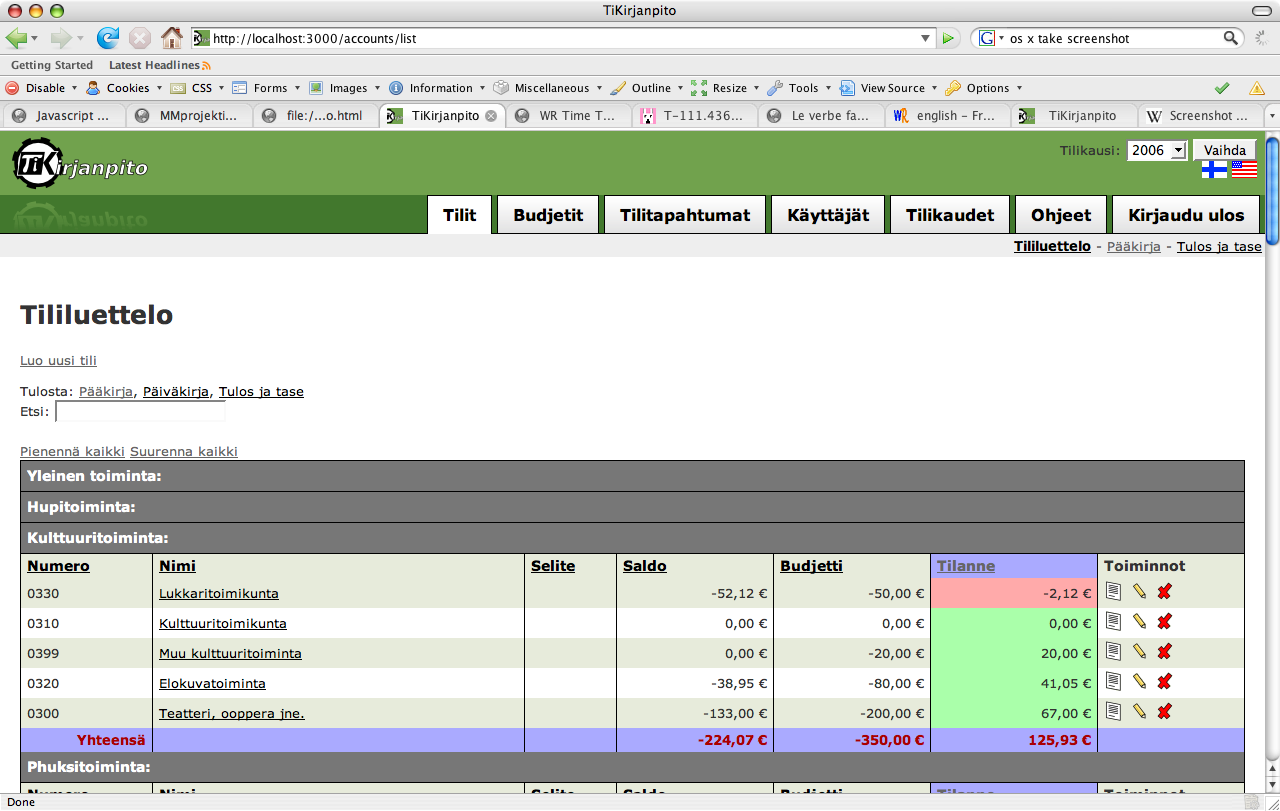 TiKirjanpito
http://localhost:3000/accounts/list
os x take screenshot
Getting Started Latest Headlines
Disable Cookies CSS Forms Images Information Miscellaneous Outline Resize Tools View Source Options
Javascript ... MMprojekti... file:/...o.html TiKirjanpito WR Time T... T-111.436... Le verbe fa... english - Fr... TiKirjanpito Screenshot ...
TiKirjanpito
Tilikausi: 2006 Vaihda
Tilit Budjetit Tilitapahtumat Käyttäjät Tilikaudet Ohjeet Kirjaudu ulos
Tililuettelo - Pääkirja - Tulos ja tase
Tililuettelo
Luo uusi tili
Tulosta: Pääkirja, Päiväkirja, Tulos ja tase
Etsi:
Pienennä kaikki Suurenna kaikki
Yleinen toiminta:
Hupitoiminta:
Kulttuuritoiminta:
Numero Nimi Selite Saldo Budjetti Tilanne Toiminnot
0330 Lukkaritoimikunta -52,12 € -50,00 € -2,12 €
0310 Kulttuuritoimikunta 0,00 € 0,00 € 0,00 €
0399 Muu kulttuuritoiminta 0,00 € -20,00 € 20,00 €
0320 Elokuvatoiminta -38,95 € -80,00 € 41,05 €
0300 Teatteri, ooppera jne. -133,00 € -200,00 € 67,00 €
Yhteensä -224,07 € -350,00 € 125,93 €
Phuksitoiminta:
Numero Nimi Selite Saldo Budjetti Tilanne Toiminnot
Done